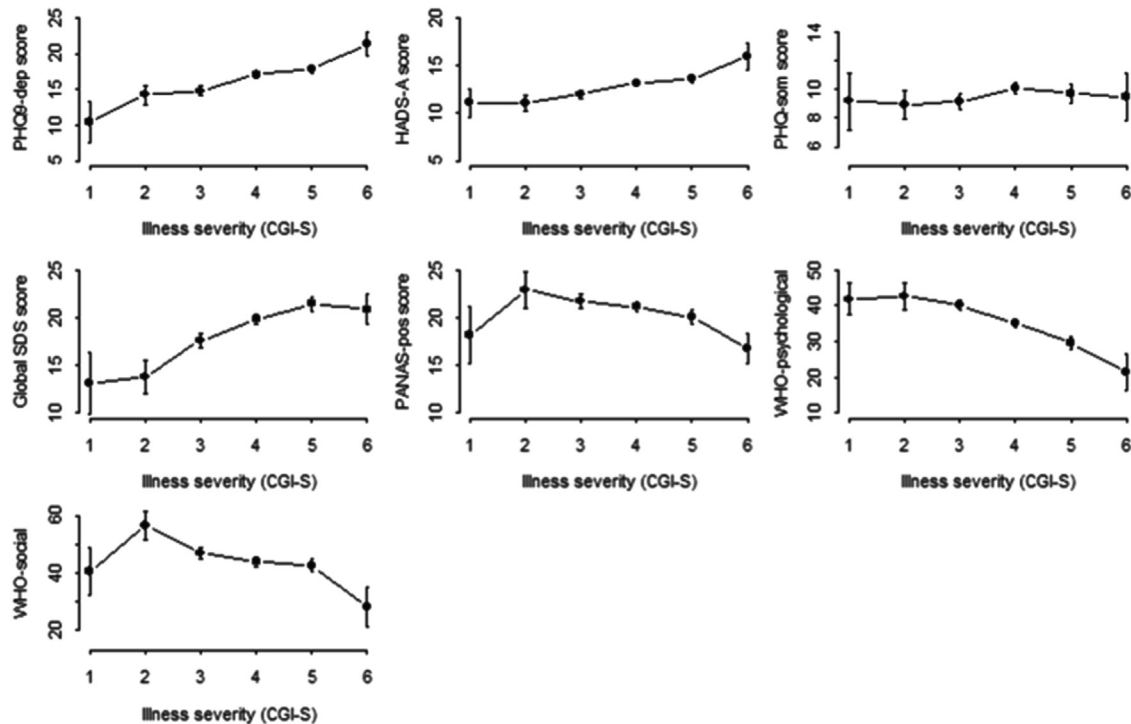 PHQ9-dep score
25
20
15
10
5
1 2 3 4 5 6
Illness severity (CGI-S)
HADS-A score
20
15
10
5
1 2 3 4 5 6
Illness severity (CGI-S)
PHQ-som score
14
10
8
6
1 2 3 4 5 6
Illness severity (CGI-S)
Global SDS score
25
20
15
10
1 2 3 4 5 6
Illness severity (CGI-S)
PANAS-pos score
25
20
15
10
1 2 3 4 5 6
Illness severity (CGI-S)
WHO-psychological
50
40
30
20
10
1 2 3 4 5 6
Illness severity (CGI-S)
WHO-social
60
40
20
1 2 3 4 5 6
Illness severity (CGI-S)